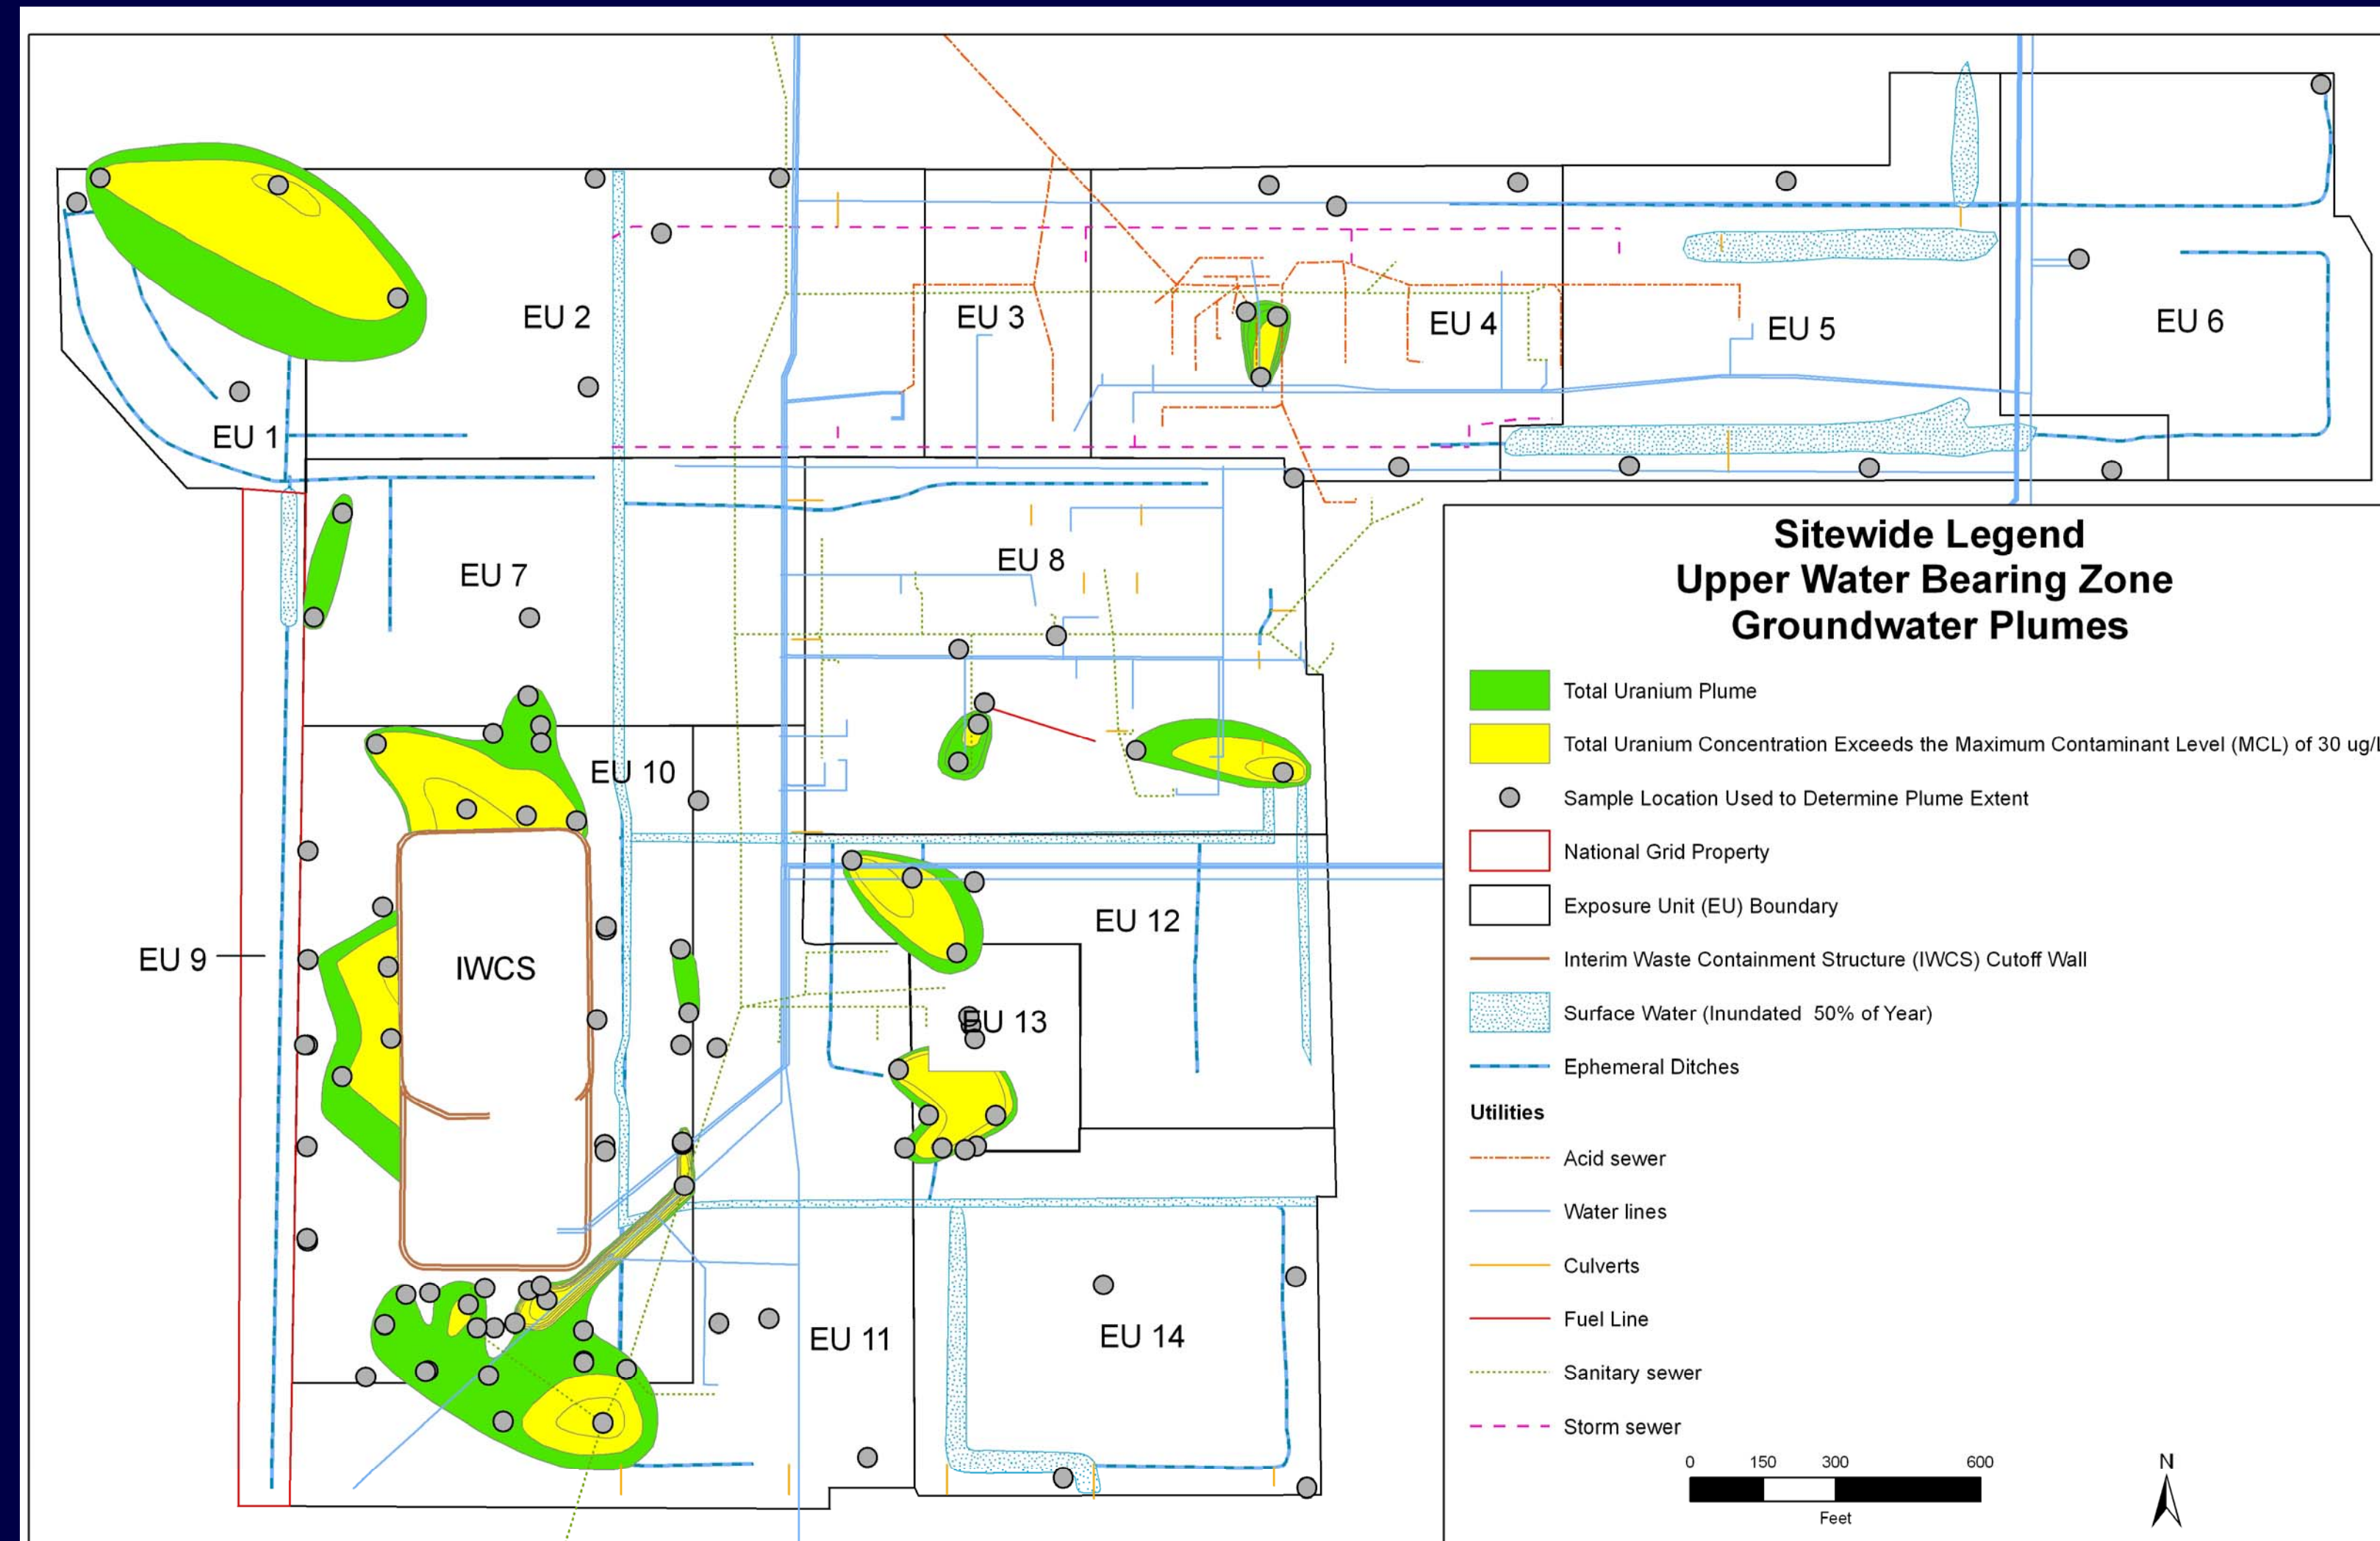 EU 1
EU 2
EU 3
EU 4
EU 5
EU 6
EU 7
EU 8
EU 9
EU 10
IWCS
EU 12
EU 13
EU 11
EU 14
Sitewide Legend
Upper Water Bearing Zone
Groundwater Plumes
Total Uranium Plume
Total Uranium Concentration Exceeds the Maximum Contaminant Level (MCL) of 30 ug/l
Sample Location Used to Determine Plume Extent
National Grid Property
Exposure Unit (EU) Boundary
Interim Waste Containment Structure (IWCS) Cutoff Wall
Surface Water (Inundated 50% of Year)
Ephemeral Ditches
Utilities
Acid sewer
Water lines
Culverts
Fuel Line
Sanitary sewer
Storm sewer
0 150 300 600
Feet
N